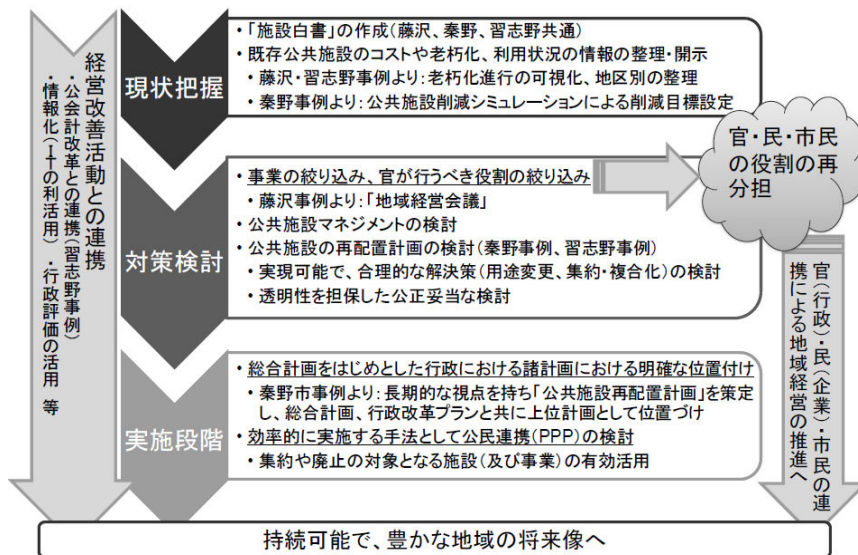 経営改善活動との連携
・公会計改革との連携(習志野事例)
・情報化(ITの利活用) ・行政評価の活用 等
現状把握
• 「施設白書」の作成(藤沢、秦野、習志野共通)
• 既存公共施設のコストや老朽化、利用状況の情報の整理・開示
• 藤沢・習志野事例より:老朽化進行の可視化、地区別の整理
• 秦野事例より:公共施設削減シミュレーションによる削減目標設定
対策検討
• 事業の絞り込み、官が行うべき役割の絞り込み
• 藤沢事例より:「地域経営会議」
• 公共施設マネジメントの検討
• 公共施設の再配置計画の検討(秦野事例、習志野事例)
• 実現可能で、合理的な解決策(用途変更、集約・複合化)の検討
• 透明性を担保した公正妥当な検討
官・民・市民
の役割の再
分担
実施段階
• 総合計画をはじめとした行政における諸計画における明確な位置付け
• 秦野市事例より:長期的な視点を持ち「公共施設再配置計画」を策定
し、総合計画、行政改革プランと共に上位計画として位置づけ
• 効率的に実施する手法として公民連携(PPP)の検討
• 集約や廃止の対象となる施設(及び事業)の有効活用
官(行政)・民(企業)・市民の連
携による地域経営の推進へ
持続可能で、豊かな地域の将来像へ